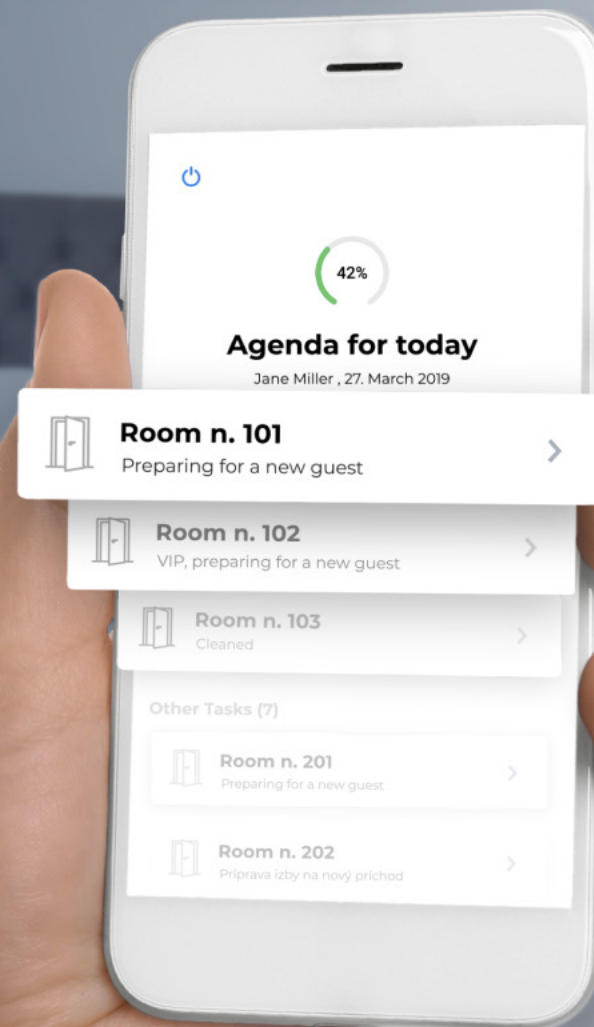 42%
Agenda for today
Jane Miller , 27. March 2019
Room n. 101
Preparing for a new guest
Room n. 102
VIP, preparing for a new guest
Room n. 103
Cleaned
Other Tasks (7)
Room n. 201
Preparing for a new guest
Room n. 202
Príprava izby na nový príchod